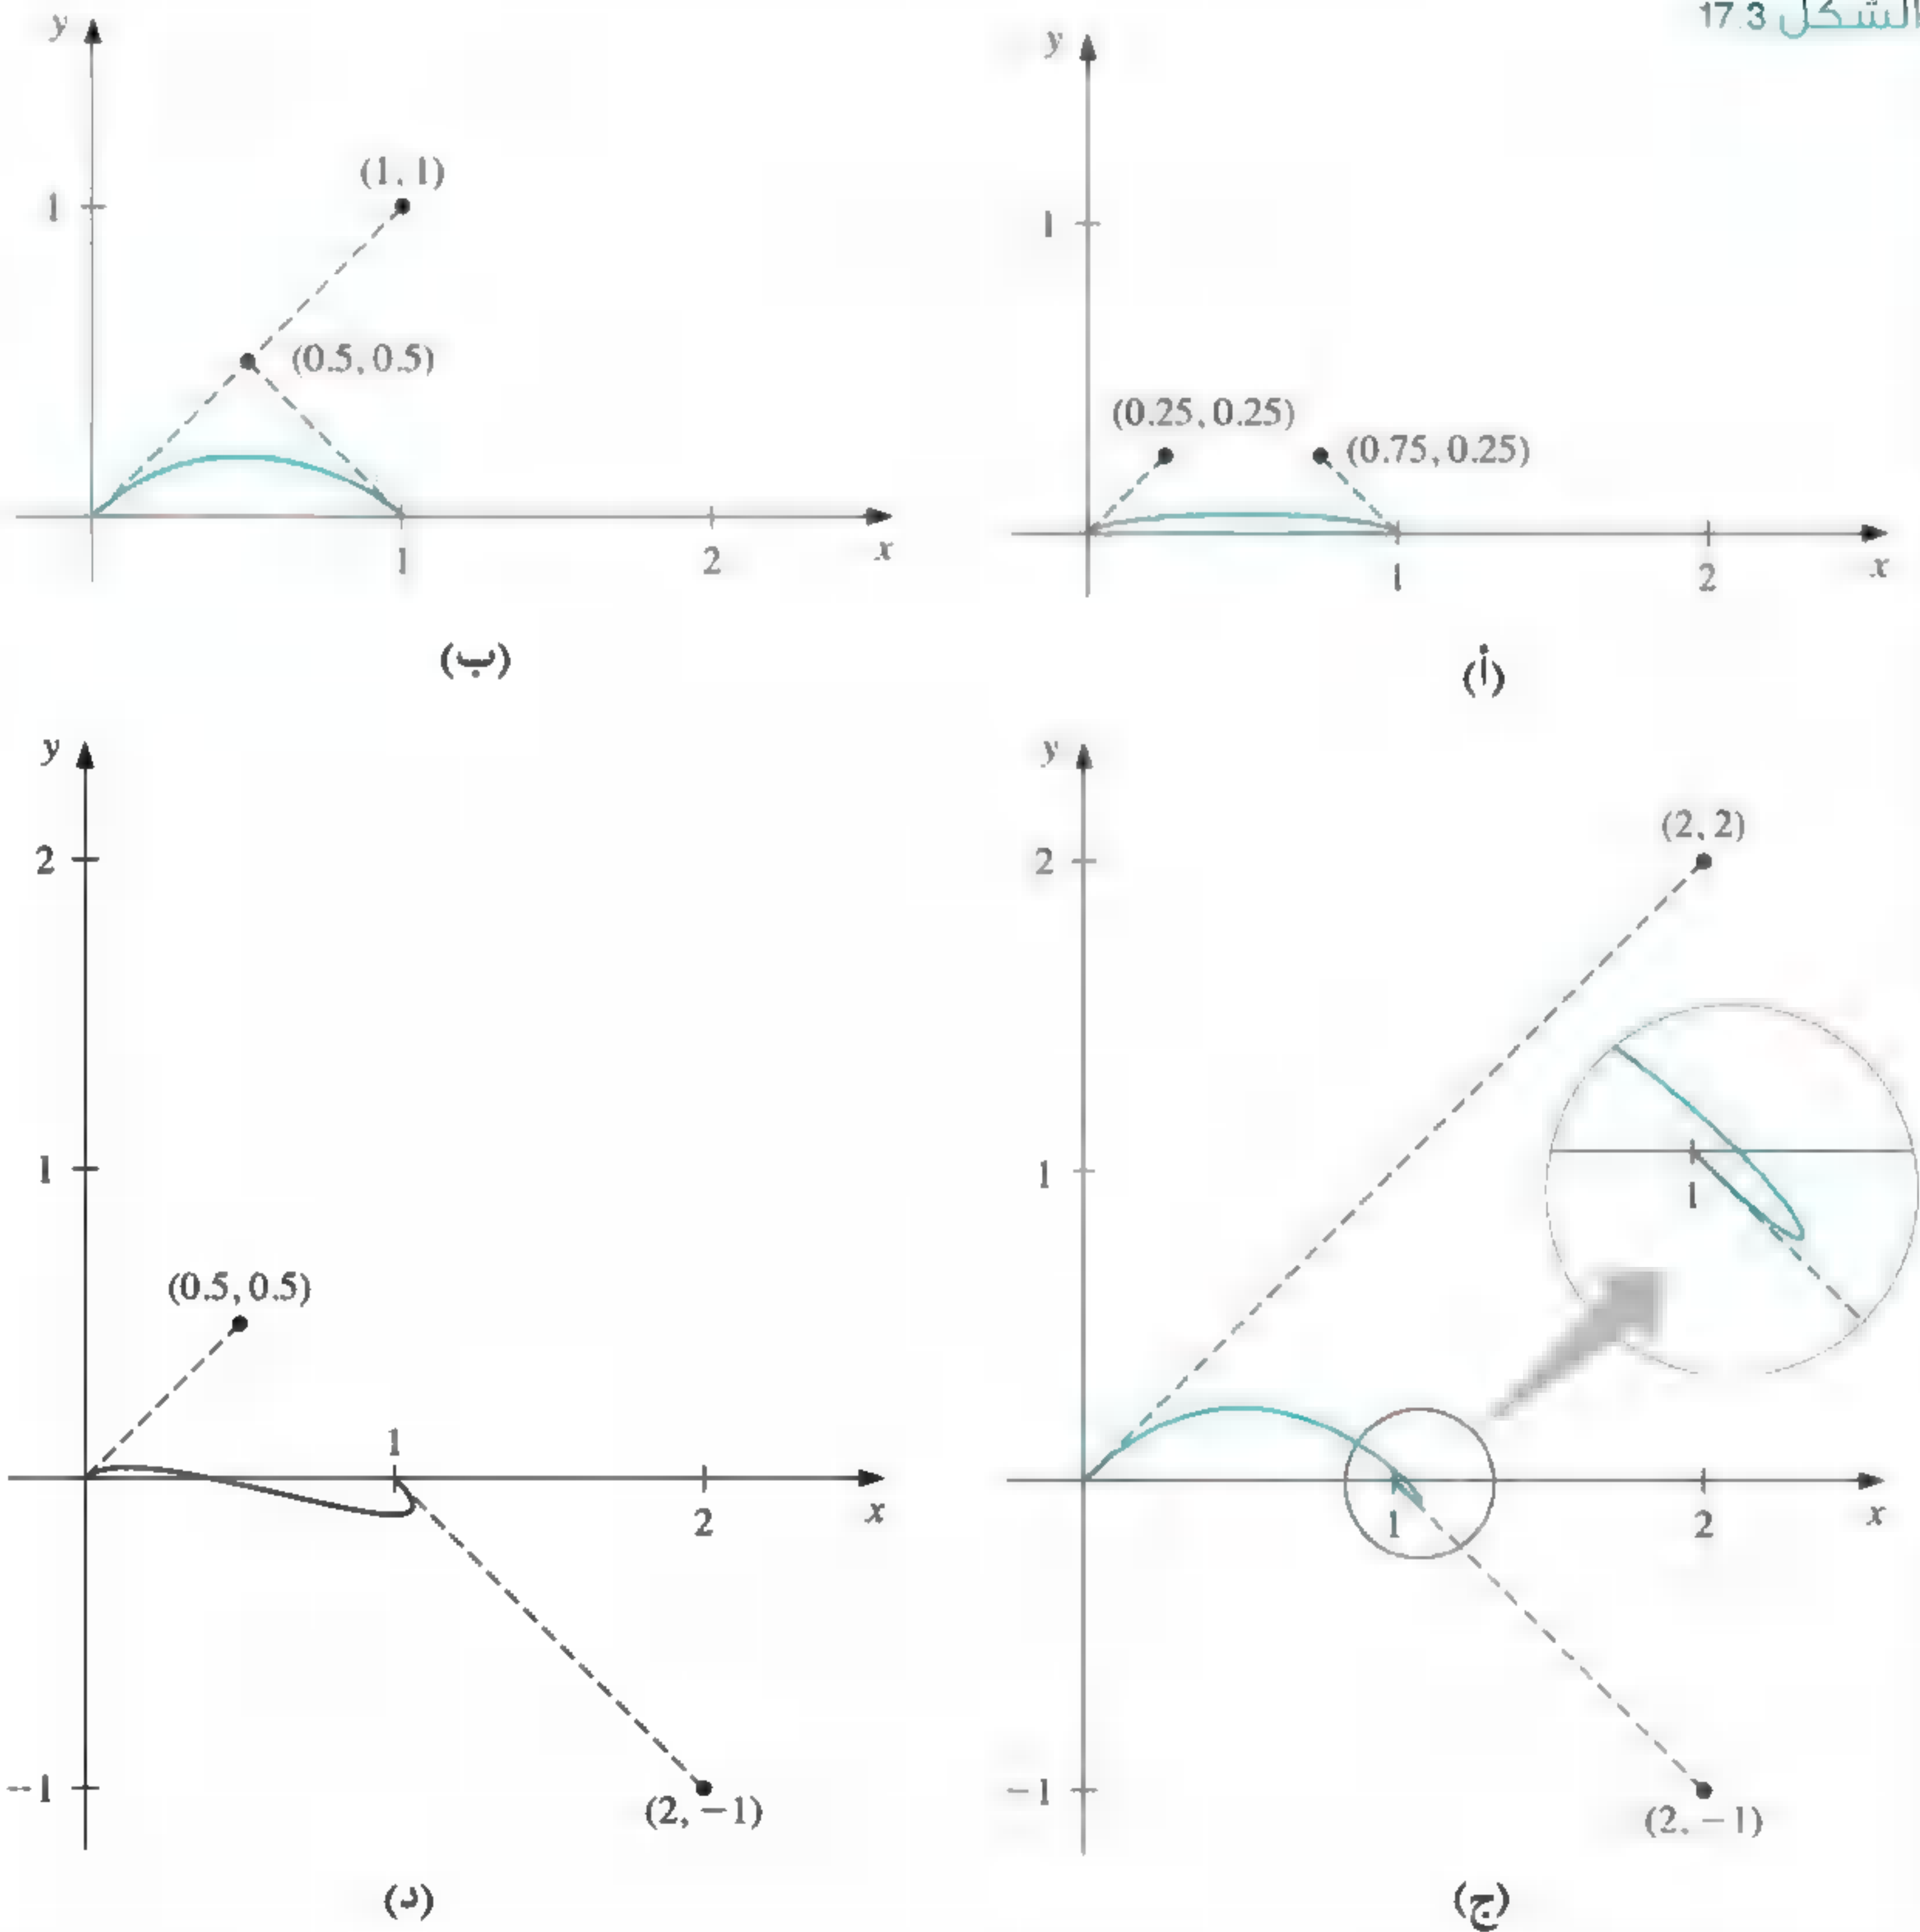 الشكل 17.3
y
1
(0.25, 0.25)
(0.75, 0.25)
1
2
x
(أ)
y
1
(1, 1)
(0.5, 0.5)
1
2
x
(ب)
y
2
(2, 2)
1
1
1
2
x
−1
(2, −1)
(ج)
y
2
1
(0.5, 0.5)
1
2
x
−1
(2, −1)
(د)